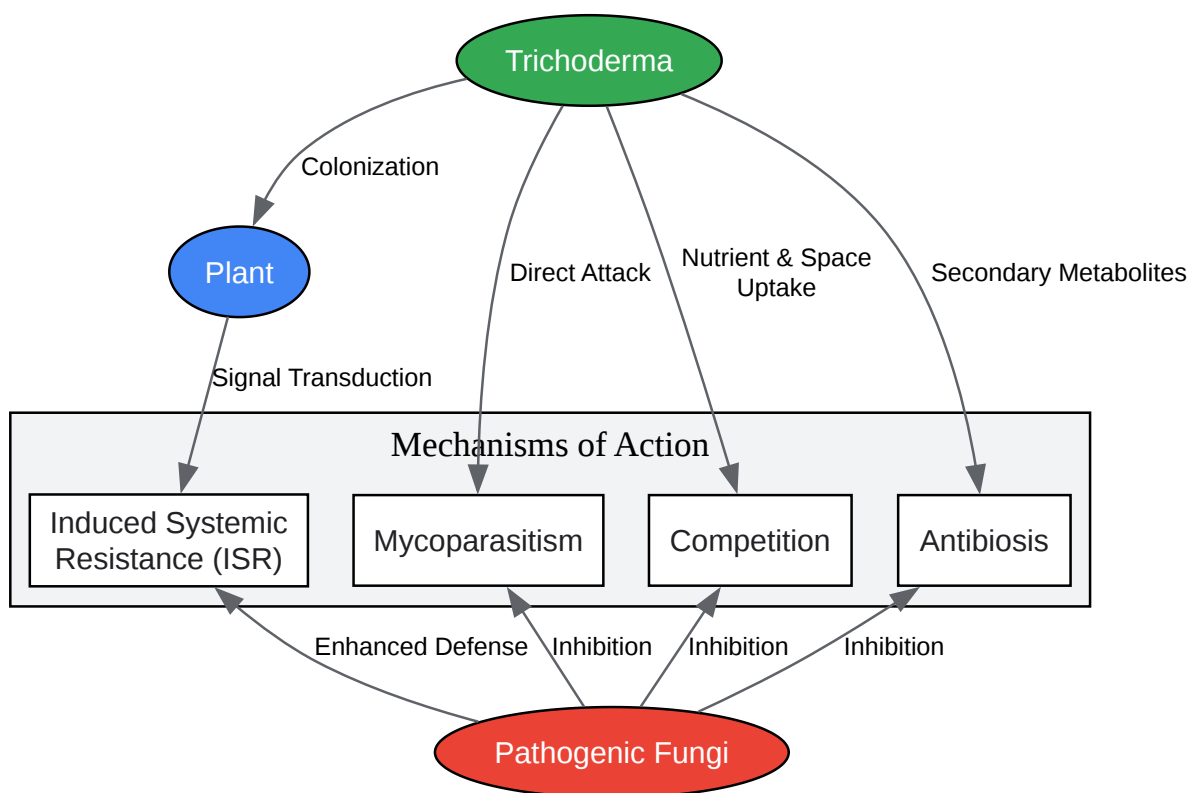 Trichoderma
Colonization
Plant
Direct Attack
Nutrient & Space
Uptake
Secondary Metabolites
Signal Transduction
Mechanisms of Action
Induced Systemic
Resistance (ISR)
Mycoparasitism
Competition
Antibiosis
Enhanced Defense
Inhibition
Inhibition
Inhibition
Pathogenic Fungi